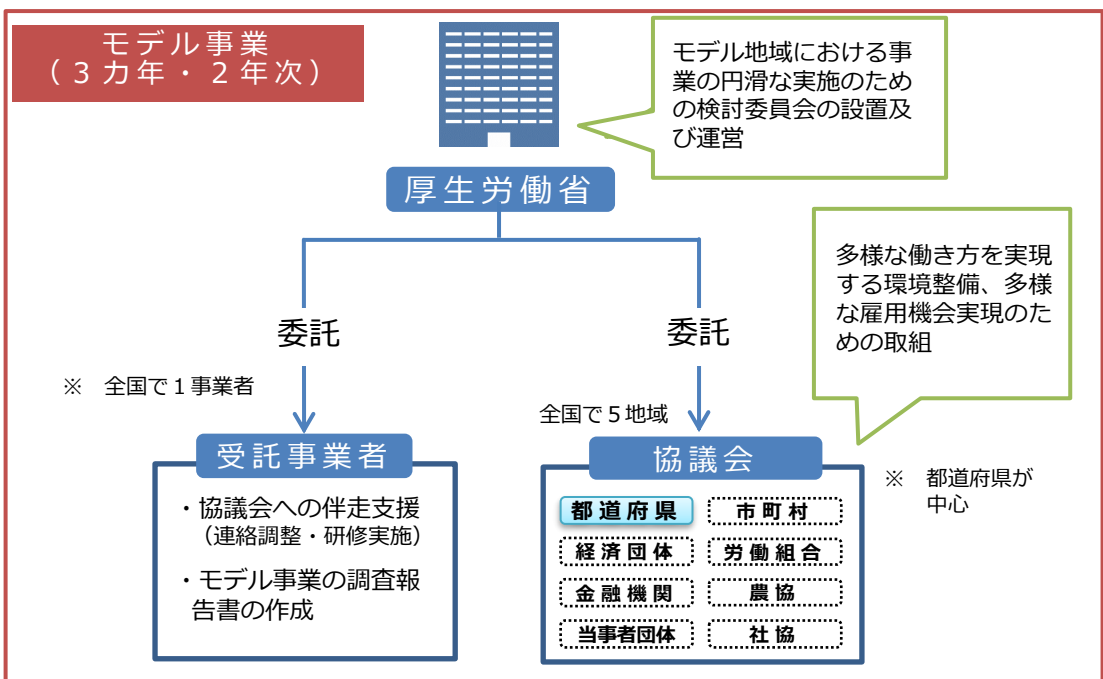 モデル事業
（３カ年・２年次）
モデル地域における事
業の円滑な実施のため
の検討委員会の設置及
び運営
厚生労働省
多様な働き方を実現
する環境整備、多様
な雇用機会実現のた
めの取組
委託
委託
※　全国で１事業者
全国で５地域
受託事業者
・協議会への伴走支援
（連絡調整・研修実施）
・モデル事業の調査報
告書の作成
協議会
※　都道府県が
中心
都道府県
市町村
経済団体
労働組合
金融機関
農協
当事者団体
社協